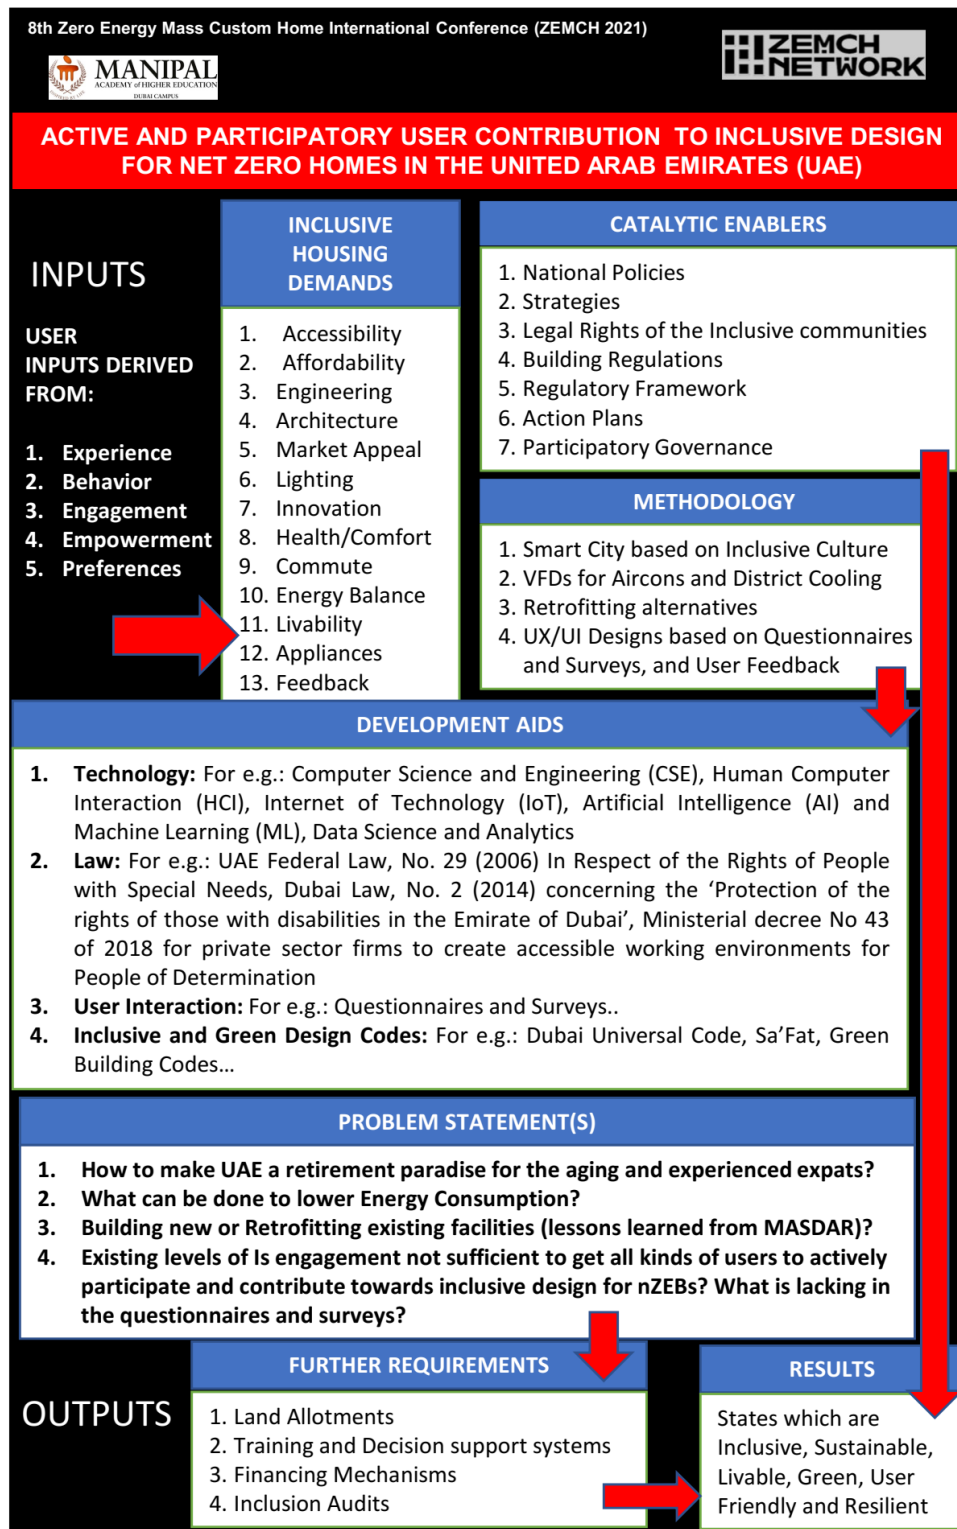 8th Zero Energy Mass Custom Home International Conference (ZEMCH 2021)
MANIPAL
ACADEMY of HIGHER EDUCATION
DUBAI CAMPUS
ZEMCH
NETWORK
ACTIVE AND PARTICIPATORY USER CONTRIBUTION TO INCLUSIVE DESIGN
FOR NET ZERO HOMES IN THE UNITED ARAB EMIRATES (UAE)
INPUTS
USER
INPUTS DERIVED
FROM:
1. Experience
2. Behavior
3. Engagement
4. Empowerment
5. Preferences
INCLUSIVE
HOUSING
DEMANDS
1. Accessibility
2. Affordability
3. Engineering
4. Architecture
5. Market Appeal
6. Lighting
7. Innovation
8. Health/Comfort
9. Commute
10. Energy Balance
11. Livability
12. Appliances
13. Feedback
CATALYTIC ENABLERS
1. National Policies
2. Strategies
3. Legal Rights of the Inclusive communities
4. Building Regulations
5. Regulatory Framework
6. Action Plans
7. Participatory Governance
METHODOLOGY
1. Smart City based on Inclusive Culture
2. VFDs for Aircons and District Cooling
3. Retrofitting alternatives
4. UX/UI Designs based on Questionnaires
and Surveys, and User Feedback
DEVELOPMENT AIDS
1. Technology: For e.g.: Computer Science and Engineering (CSE), Human Computer
Interaction (HCI), Internet of Technology (IoT), Artificial Intelligence (AI) and
Machine Learning (ML), Data Science and Analytics
2. Law: For e.g.: UAE Federal Law, No. 29 (2006) In Respect of the Rights of People
with Special Needs, Dubai Law, No. 2 (2014) concerning the ‘Protection of the
rights of those with disabilities in the Emirate of Dubai’, Ministerial decree No 43
of 2018 for private sector firms to create accessible working environments for
People of Determination
3. User Interaction: For e.g.: Questionnaires and Surveys..
4. Inclusive and Green Design Codes: For e.g.: Dubai Universal Code, Sa’Fat, Green
Building Codes…
PROBLEM STATEMENT(S)
1. How to make UAE a retirement paradise for the aging and experienced expats?
2. What can be done to lower Energy Consumption?
3. Building new or Retrofitting existing facilities (lessons learned from MASDAR)?
4. Existing levels of Is engagement not sufficient to get all kinds of users to actively
participate and contribute towards inclusive design for nZEBs? What is lacking in
the questionnaires and surveys?
OUTPUTS
FURTHER REQUIREMENTS
1. Land Allotments
2. Training and Decision support systems
3. Financing Mechanisms
4. Inclusion Audits
RESULTS
States which are
Inclusive, Sustainable,
Livable, Green, User
Friendly and Resilient